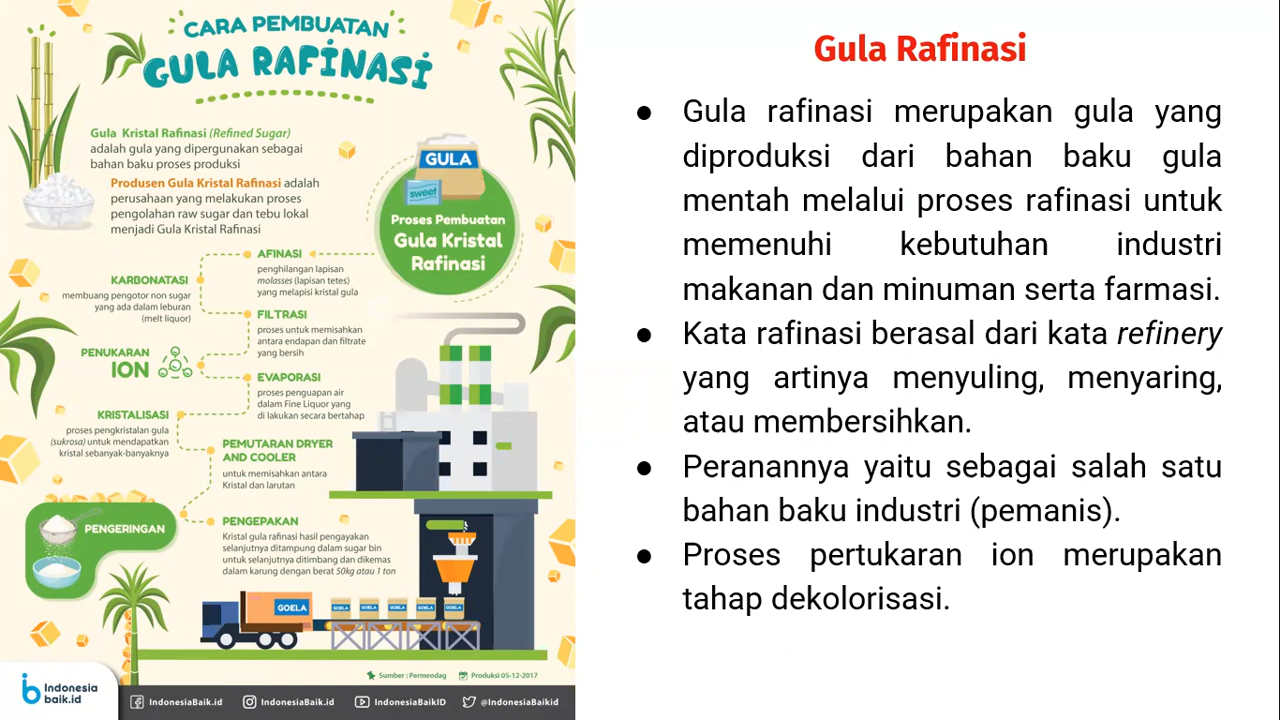 CARA PEMBUATAN
GULA RAFINASI
Gula Kristal Rafinasi (Refined Sugar)
adalah gula yang dipergunakan sebagai
bahan baku proses produksi
Produsen Gula Kristal Rafinasi adalah
perusahaan yang melakukan proses
pengolahan raw sugar dan tebu lokal
menjadi Gula Kristal Rafinasi
GULA
sweet
Proses Pembuatan
Gula Kristal
Rafinasi
AFINASI
penghilangan lapisan
molasses (lapisan tetes)
yang melapisi kristal gula
KARBONATASI
membuang pengotor non sugar
yang ada dalam leburan
(melt liquor)
FILTRASI
proses untuk memisahkan
antara endapan dan filtrate
yang bersih
PENUKARAN
ION
EVAPORASI
proses penguapan air
dalam Fine Liquor yang
di lakukan secara bertahap
KRISTALISASI
proses pengkristalan gula
(sukrosa) untuk mendapatkan
kristal sebanyak-banyaknya
PEMUTARAN DRYER
AND COOLER
untuk memisahkan antara
Kristal dan larutan
PENGERINGAN
PENGEPAKAN
Kristal gula rafinasi hasil pengayakan
selanjutnya ditampung dalam sugar bin
untuk selanjutnya ditimbang dan dikemas
dalam karung dengan berat 50kg atau 1 ton
GOELA
GOELA
GOELA
GOELA
GOELA
GOELA
Sumber : Permendag
Produksi 05-12-2017
Indonesia
baik.id
IndonesiaBaik.id
IndonesiaBaik.id
IndonesiaBaikID
@IndonesiaBaikid
Gula Rafinasi
● Gula rafinasi merupakan gula yang
diproduksi dari bahan baku gula
mentah melalui proses rafinasi untuk
memenuhi kebutuhan industri
makanan dan minuman serta farmasi.
● Kata rafinasi berasal dari kata refinery
yang artinya menyuling, menyaring,
atau membersihkan.
● Peranannya yaitu sebagai salah satu
bahan baku industri (pemanis).
● Proses pertukaran ion merupakan
tahap dekolorisasi.